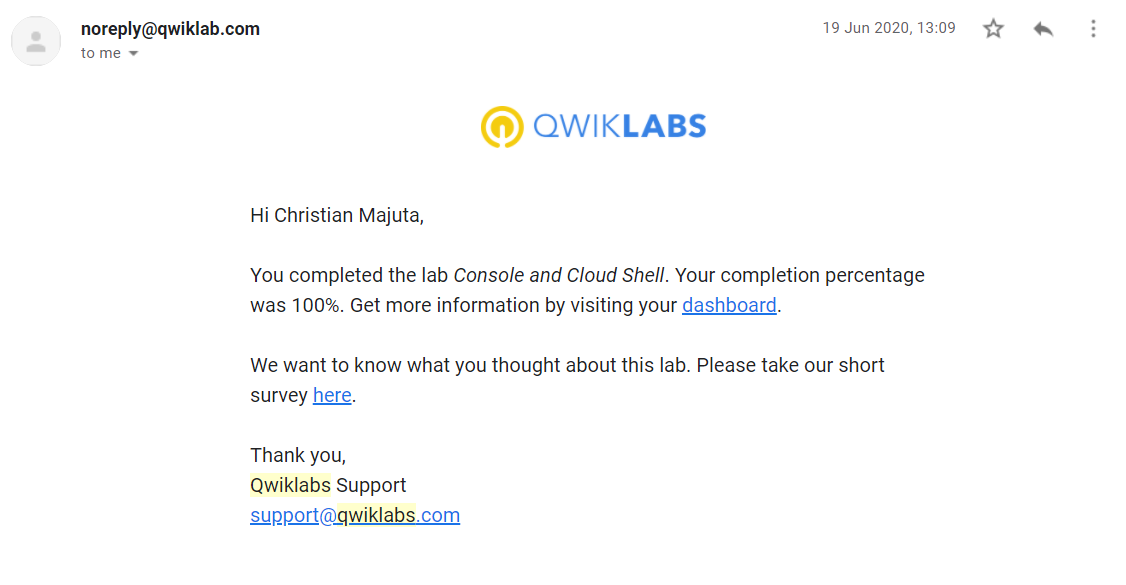 noreply@qwiklab.com
19 Jun 2020, 13:09
to me
QWIKLABS
Hi Christian Majuta,
You completed the lab Console and Cloud Shell. Your completion percentage
was 100%. Get more information by visiting your dashboard.
We want to know what you thought about this lab. Please take our short
survey here.
Thank you,
Qwiklabs Support
support@qwiklabs.com